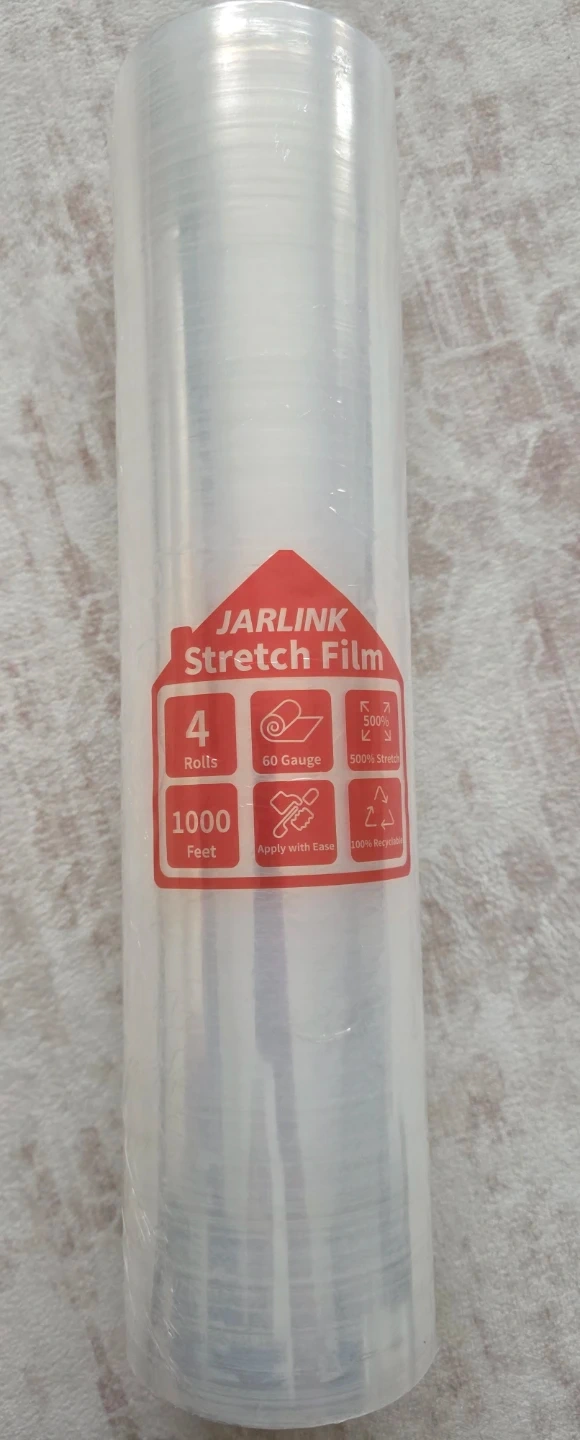 JARLINK
Stretch Film
4
Rolls
60 Gauge
500%
500% Stretch
1000
Feet
Apply with Ease
100% Recyclable